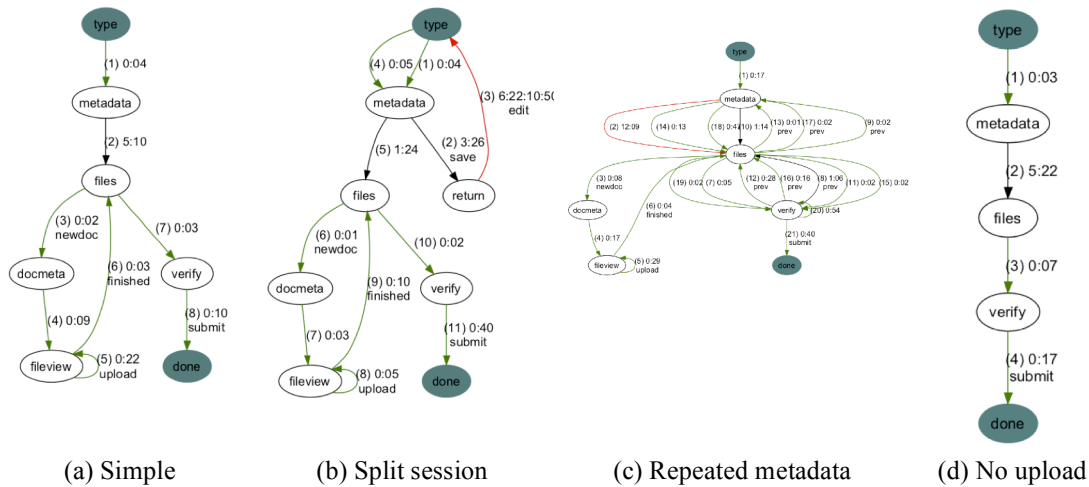 type
(1) 0:04
metadata
(2) 5:10
files
(3) 0:02
newdoc
(7) 0:03
(6) 0:03
finished
docmeta
verify
(4) 0:09
(8) 0:10
submit
fileview
(5) 0:22
upload
done
(a) Simple
type
(4) 0:05
(1) 0:04
(3) 6:22:10:50
edit
metadata
(5) 1:24
(2) 3:26
save
files
return
(6) 0:01
newdoc
(10) 0:02
docmeta
(9) 0:10
finished
verify
(7) 0:03
(11) 0:40
submit
fileview
(8) 0:05
upload
done
(b) Split session
type
(1) 0:17
metadata
(2) 12:09
(14) 0:13
(18) 0:47
(10) 1:14
(13) 0:01
prev
(17) 0:02
prev
(9) 0:02
prev
files
(3) 0:08
newdoc
(19) 0:02
(7) 0:05
(12) 0:28
prev
(16) 0:16
prev
(8) 1:06
prev
(11) 0:02
(15) 0:02
(6) 0:04
finished
docmeta
verify
(20) 0:54
(4) 0:17
(21) 0:40
submit
fileview
(5) 0:29
upload
done
(c) Repeated metadata
type
(1) 0:03
metadata
(2) 5:22
files
(3) 0:07
verify
(4) 0:17
submit
done
(d) No upload